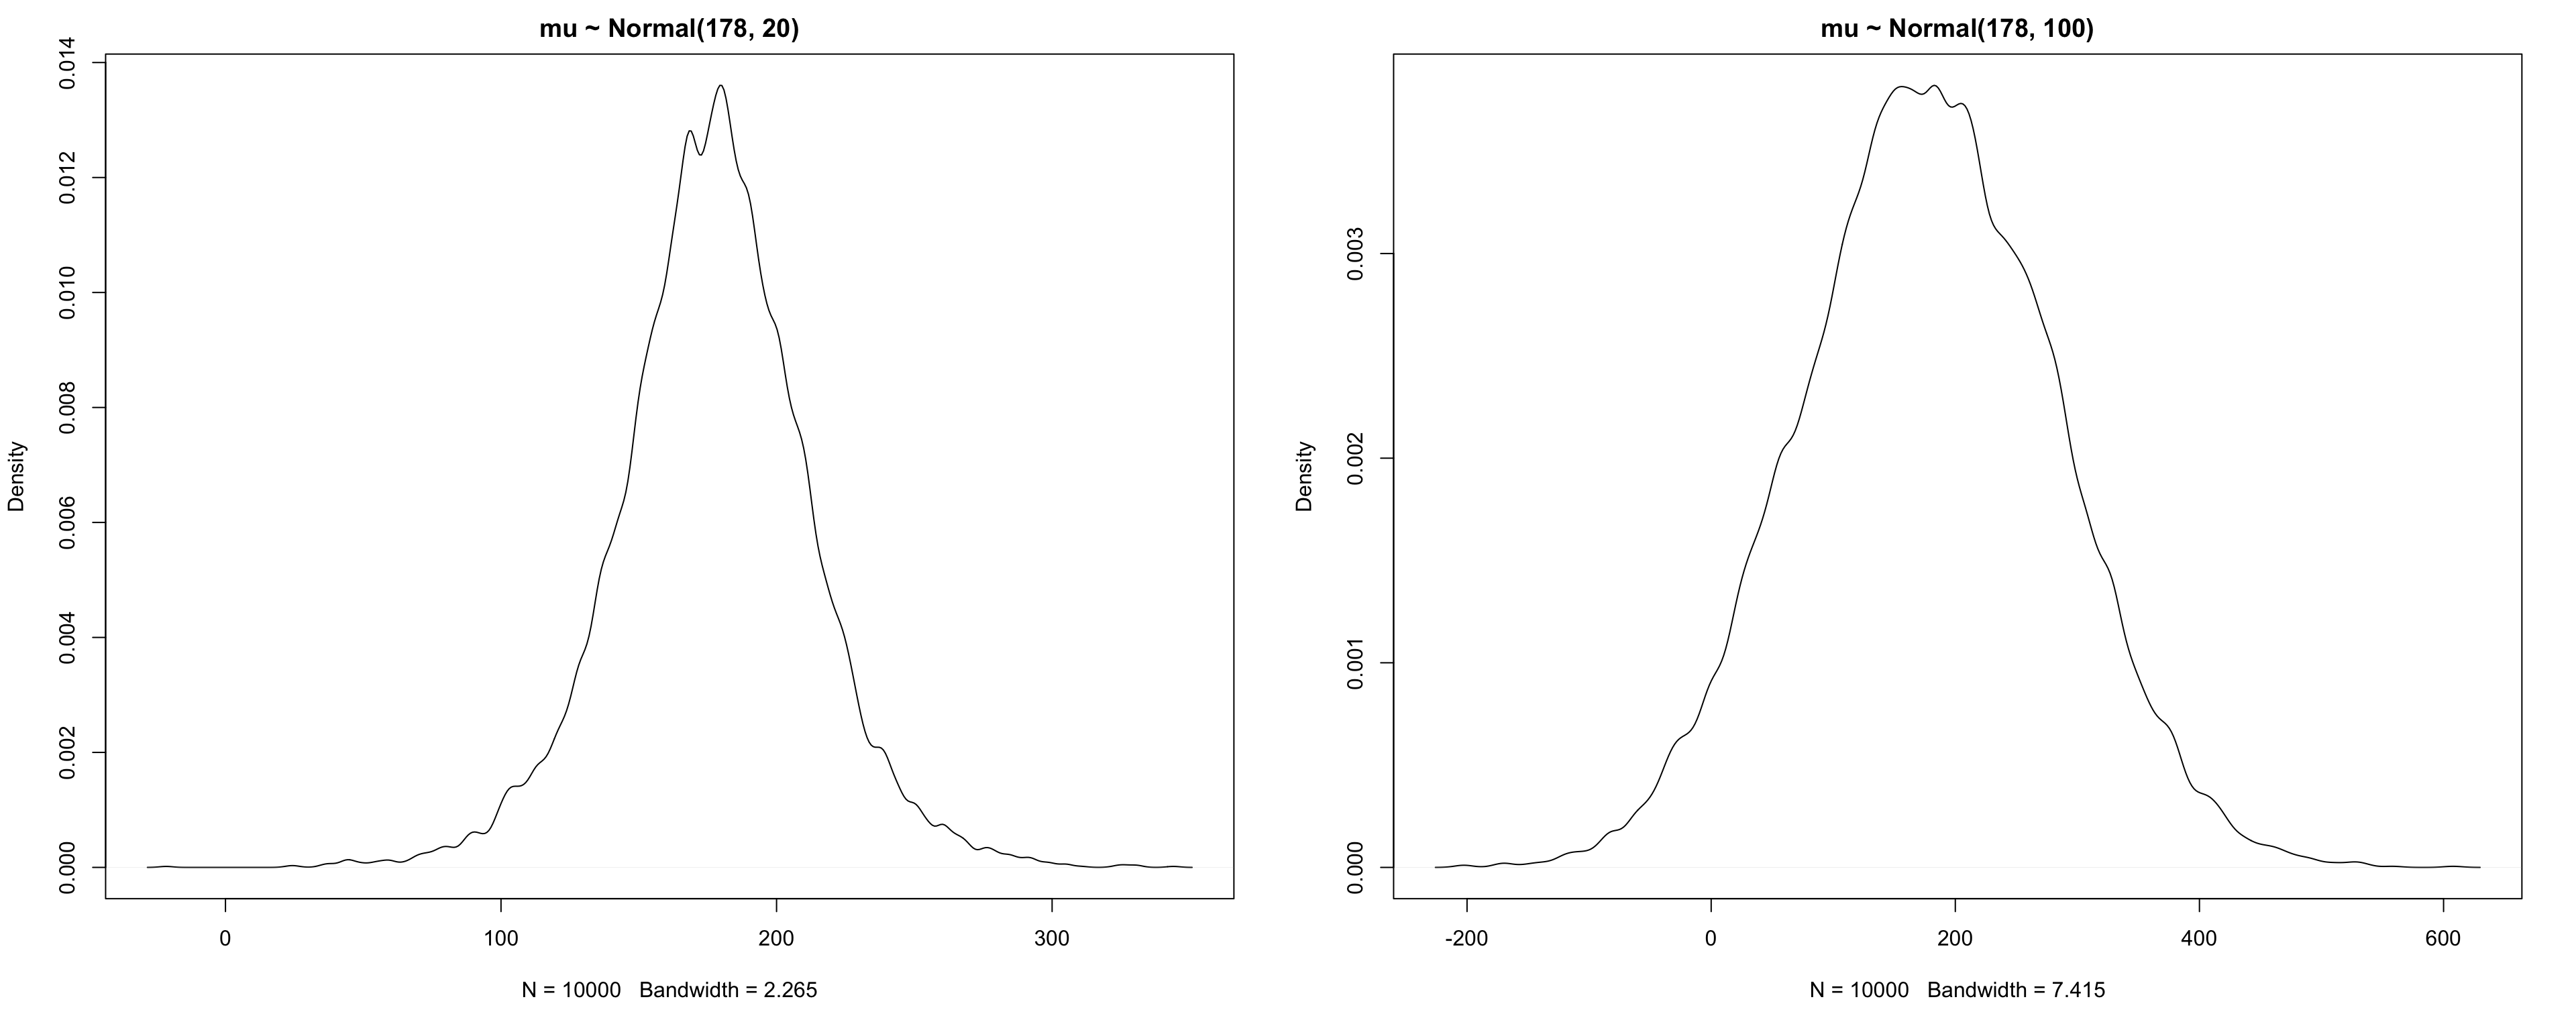 mu ~ Normal(178, 20)
Density
0.014
0.012
0.010
0.008
0.006
0.004
0.002
0.000
0 100 200 300
N = 10000 Bandwidth = 2.265
mu ~ Normal(178, 100)
Density
0.003
0.002
0.001
0.000
-200 0 200 400 600
N = 10000 Bandwidth = 7.415